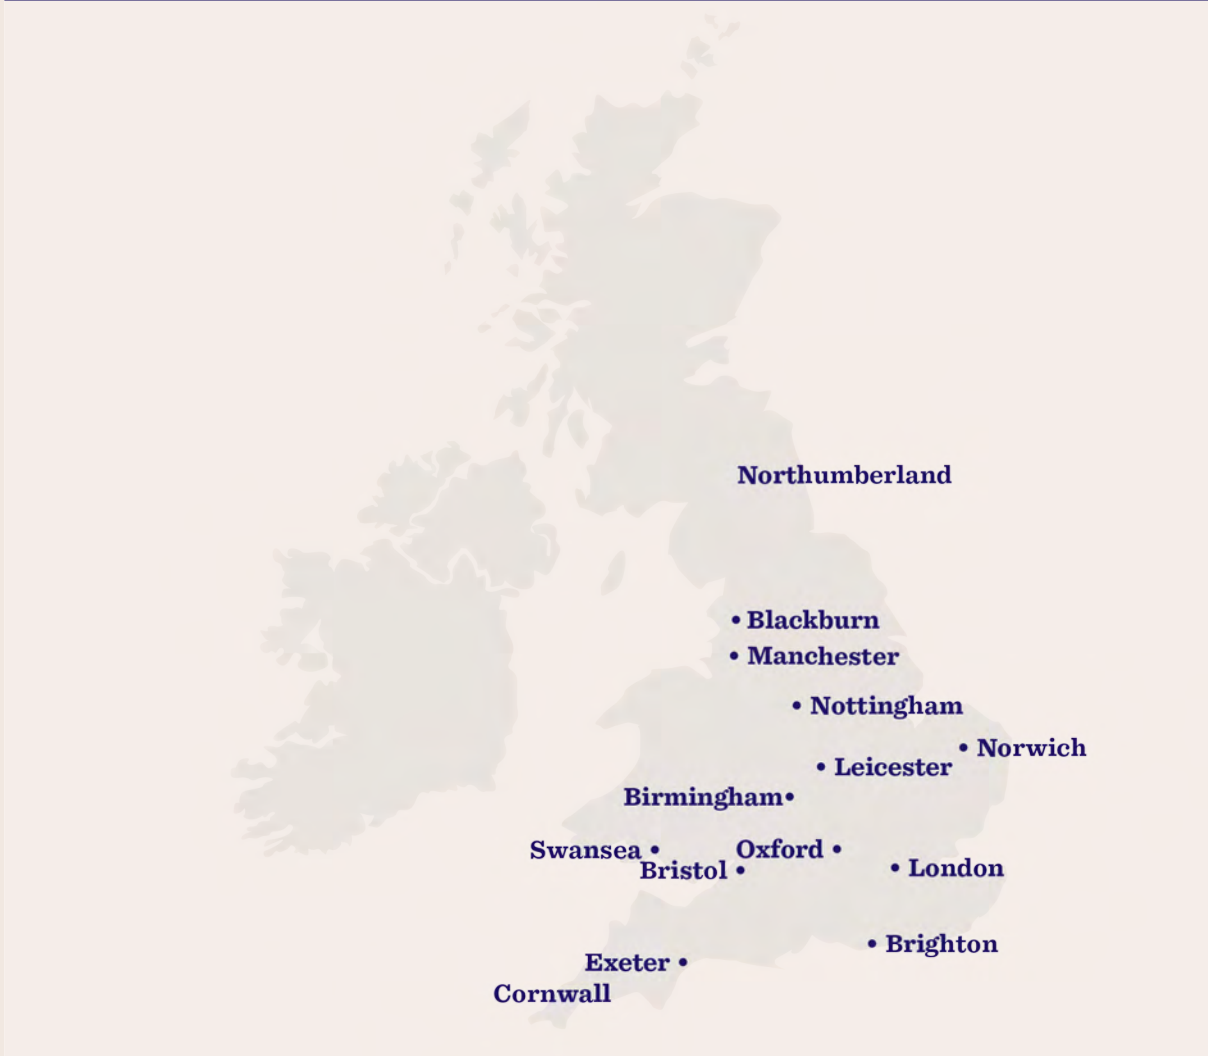 Northumberland
Blackburn
Manchester
Nottingham
Norwich
Leicester
Birmingham
Swansea
Oxford
Bristol
London
Brighton
Exeter
Cornwall